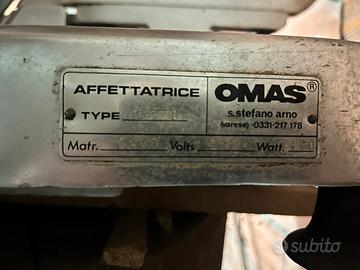 AFFETTATRICE OMAS®
s.stefano arno
TYPE (varese) -0331-217 178
Matr. Volts. Watt.
subito